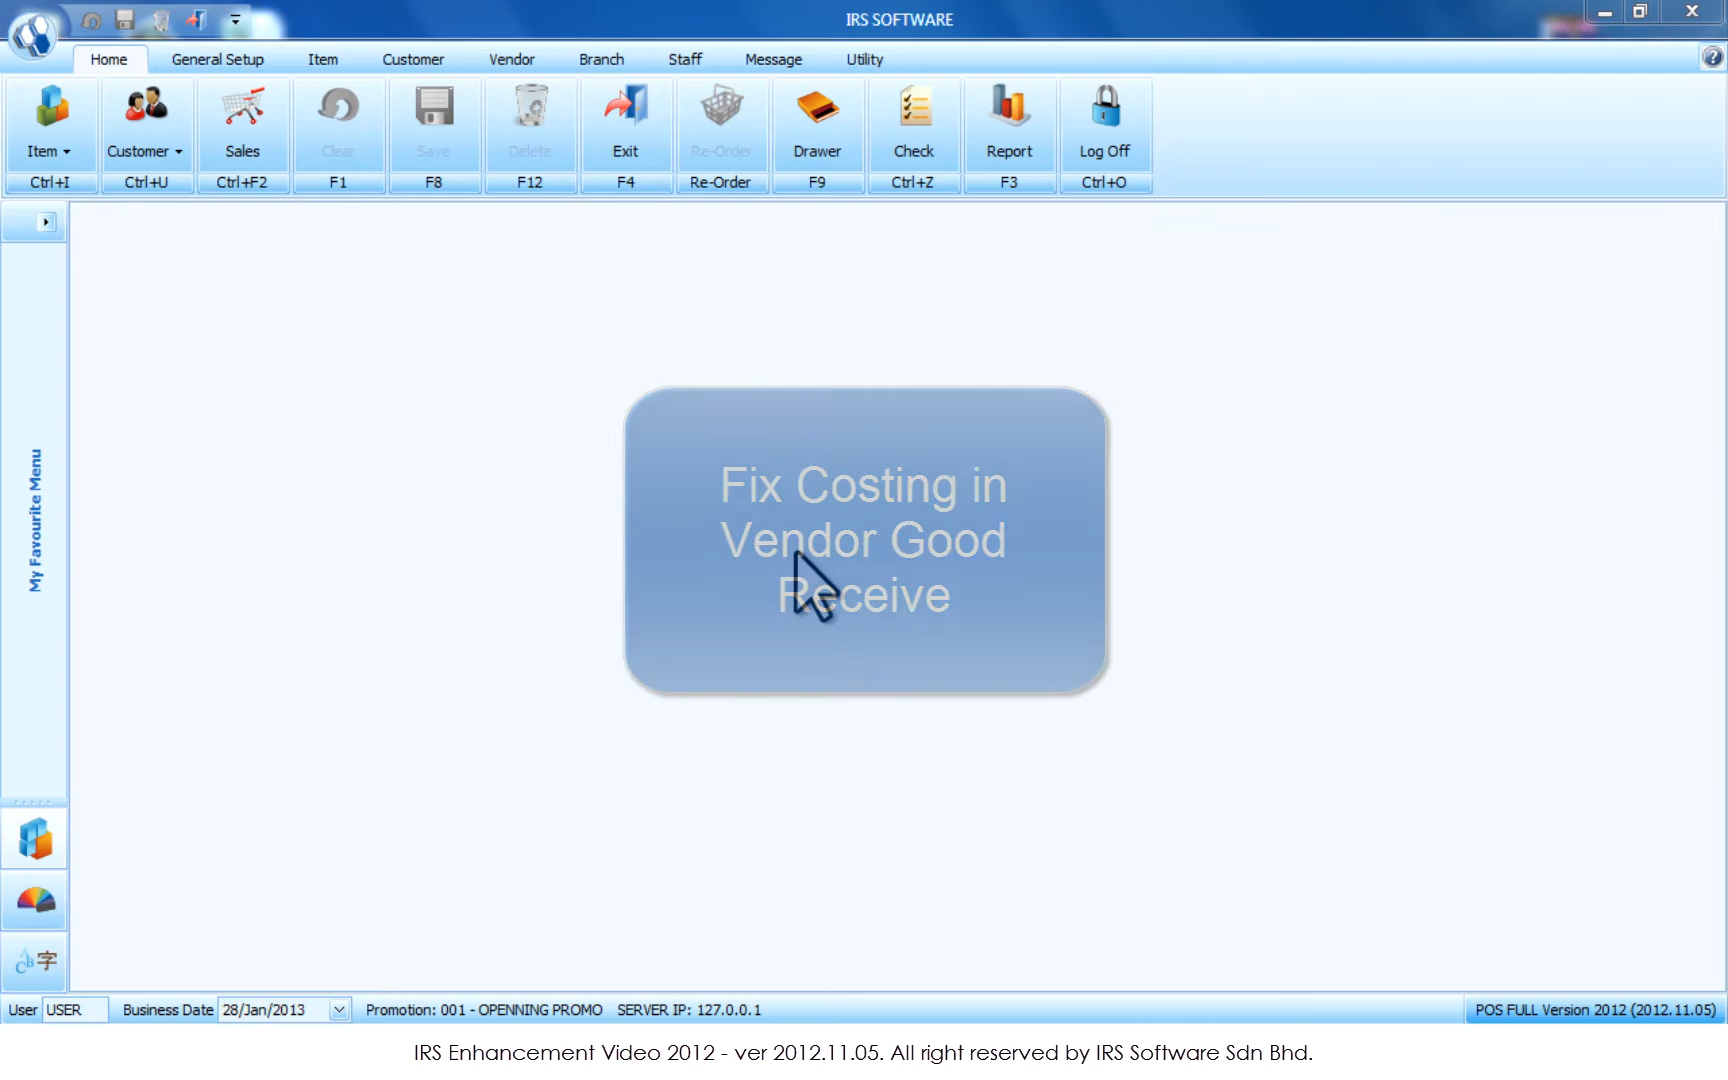 IRS SOFTWARE
Home General Setup Item Customer Vendor Branch Staff Message Utility
Item Customer Sales Clear Save Delete Exit Re-Order Drawer Check Report Log Off
Ctrl+I Ctrl+U Ctrl+F2 F1 F8 F12 F4 Re-Order F9 Ctrl+Z F3 Ctrl+O
My Favourite Menu
Fix Costing in
Vendor Good
Receive
A C B 字
User USER Business Date 28/Jan/2013 Promotion: 001 - OPENNING PROMO SERVER IP: 127.0.0.1 POS FULL Version 2012 (2012.11.05)
IRS Enhancement Video 2012 - ver 2012.11.05. All right reserved by IRS Software Sdn Bhd.